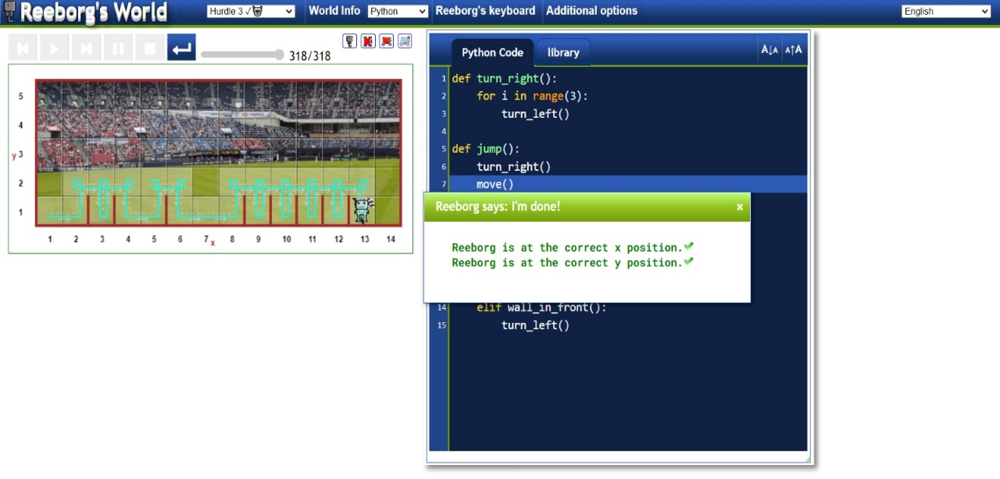 Reeborg's World
Hurdle 3 ✓
World Info
Python
Reeborg's keyboard
Additional options
English
318/318
Python Code
library
A↓A A↑A
1 def turn_right():
2 for i in range(3):
3 turn_left()
4
5 def jump():
6 turn_right()
7 move()
Reeborg says: I'm done!
×
Reeborg is at the correct x position.
Reeborg is at the correct y position.
14 elif wall_in_front():
15 turn_left()
5
4
y 3
2
1
1 2 3 4 5 6 7 8 9 10 11 12 13 14
x